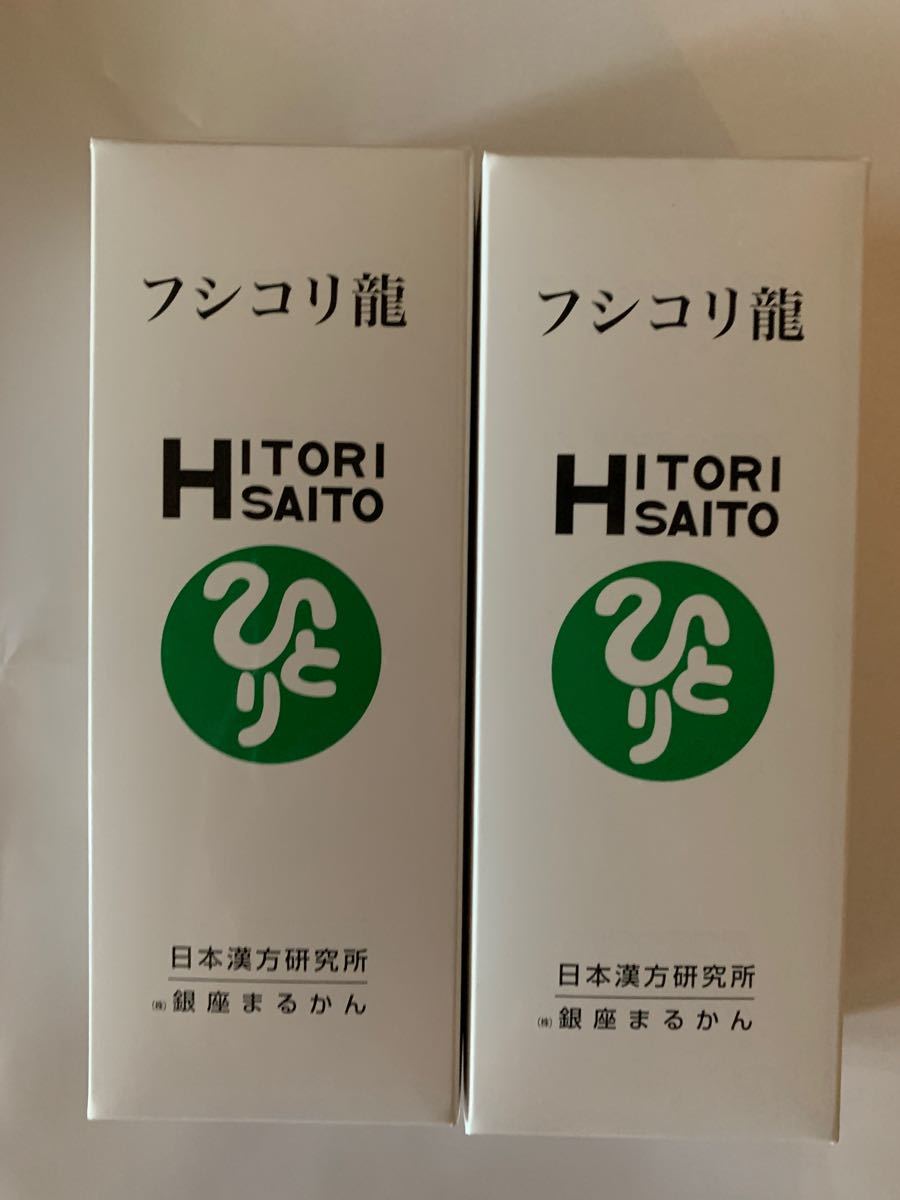 フシコリ龍
HITORI
SAITO
ひとり
日本漢方研究所
㈱銀座まるかん
フシコリ龍
HITORI
SAITO
ひとり
日本漢方研究所
㈱銀座まるかん